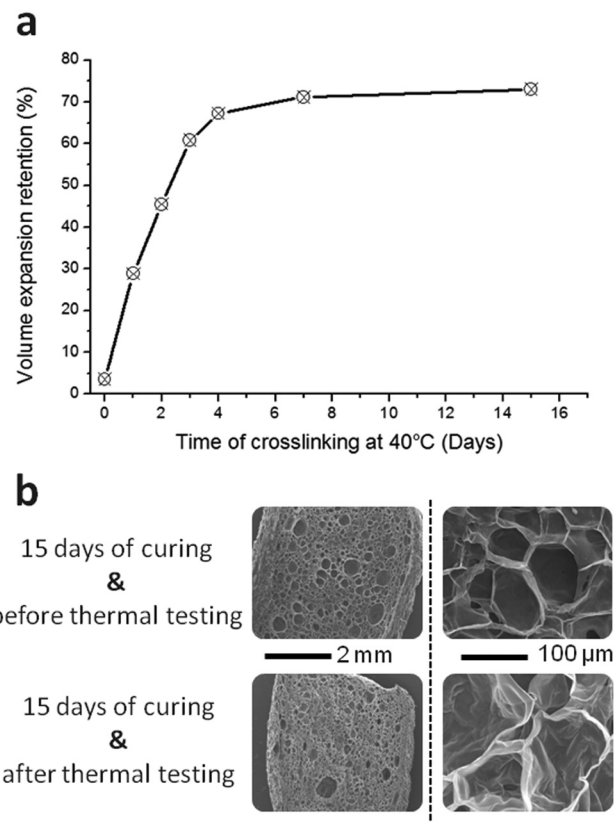 a
80
70
60
50
40
30
20
10
0
Volume expansion retention (%)
0 2 4 6 8 10 12 14 16
Time of crosslinking at 40°C (Days)
b
15 days of curing
&
before thermal testing
2 mm
100 µm
15 days of curing
&
after thermal testing